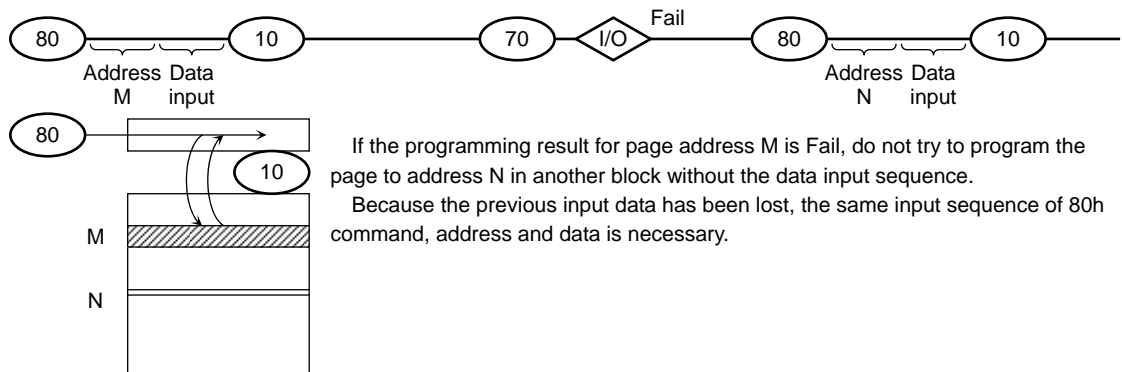 Fail
80 10 70 I/O 80 10
Address Data Address Data
M input N input
80
If the programming result for page address M is Fail, do not try to program the
10
page to address N in another block without the data input sequence.
Because the previous input data has been lost, the same input sequence of 80h
command, address and data is necessary.
M
N